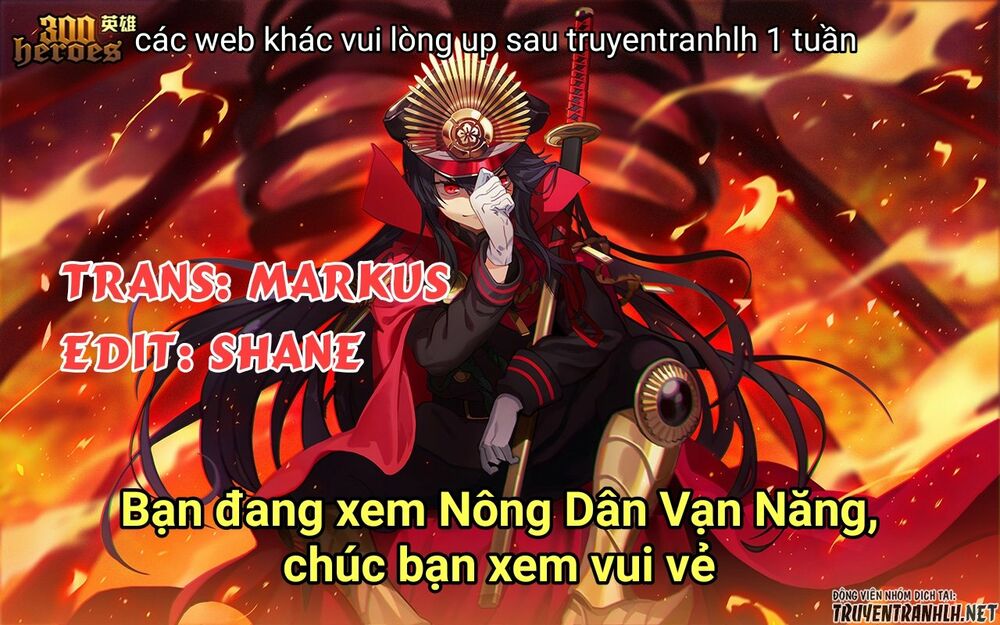 300 英雄
heroes
các web khác vui lòng up sau truyentranhlh 1 tuần
TRANS: MARKUS
EDIT: SHANE
Bạn đang xem Nông Dân Vạn Năng,
chúc bạn xem vui vẻ
ĐỘNG VIÊN NHÓM DỊCH TẠI:
TRUYENTRANHLH.NET